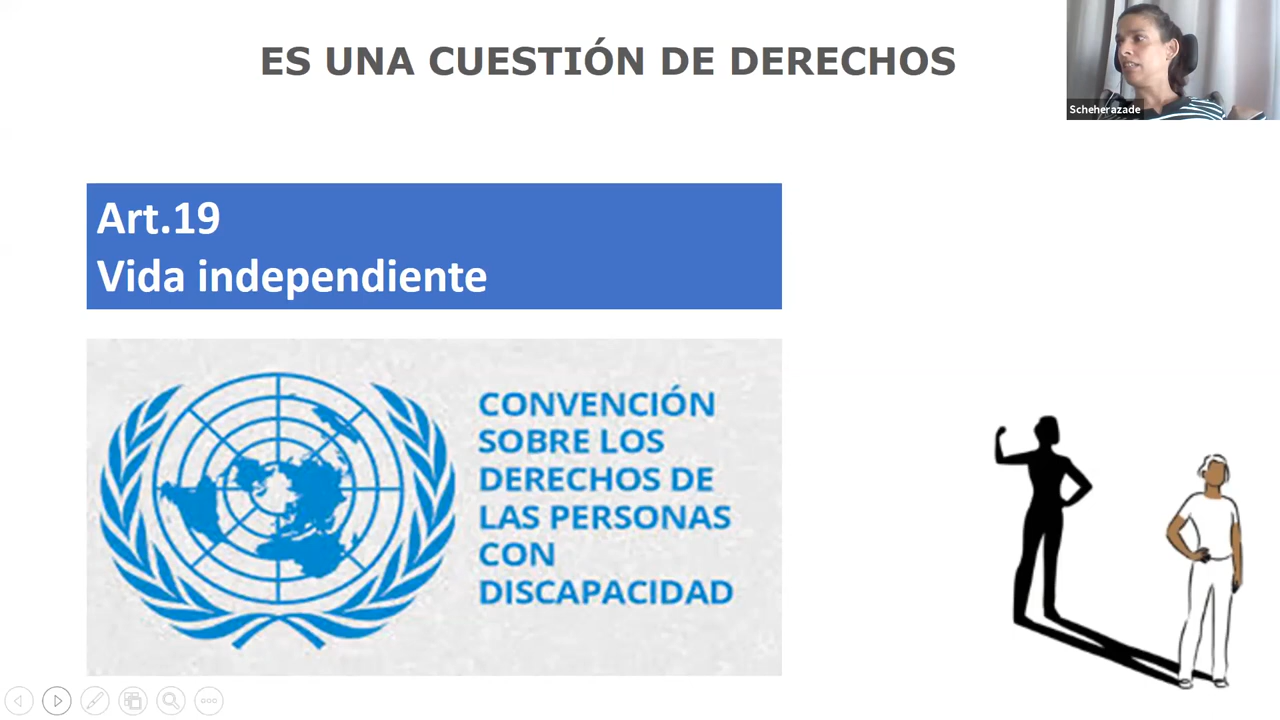 ES UNA CUESTIÓN DE DERECHOS
Scheherazade
Art.19
Vida independiente
CONVENCIÓN
SOBRE LOS
DERECHOS DE
LAS PERSONAS
CON
DISCAPACIDAD